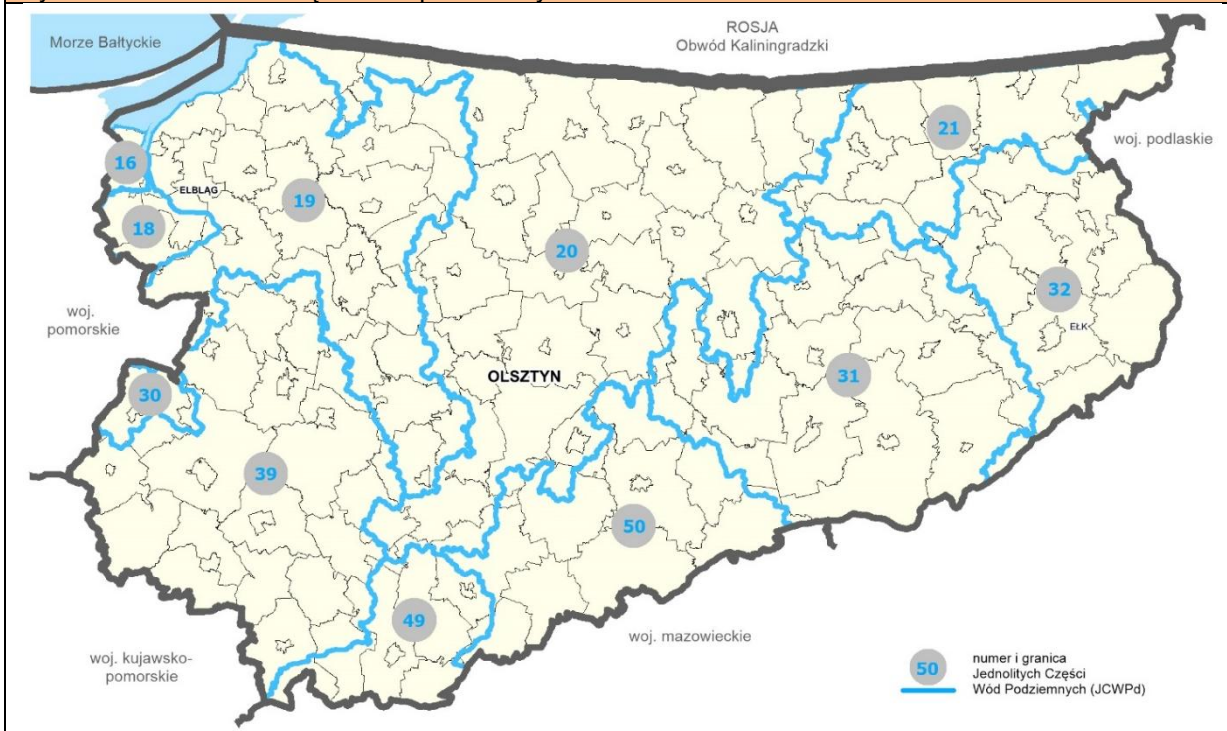 Morze Bałtyckie
ROSJA
Obwód Kaliningradzki
21
woj. podlaskie
16
ELBLĄG
19
18
20
32
woj.
pomorskie
EŁK
OLSZTYN
31
30
39
50
49
woj. mazowieckie
woj. kujawsko-
pomorskie
50
numer i granica
Jednolitych Części
Wód Podziemnych (JCWPd)